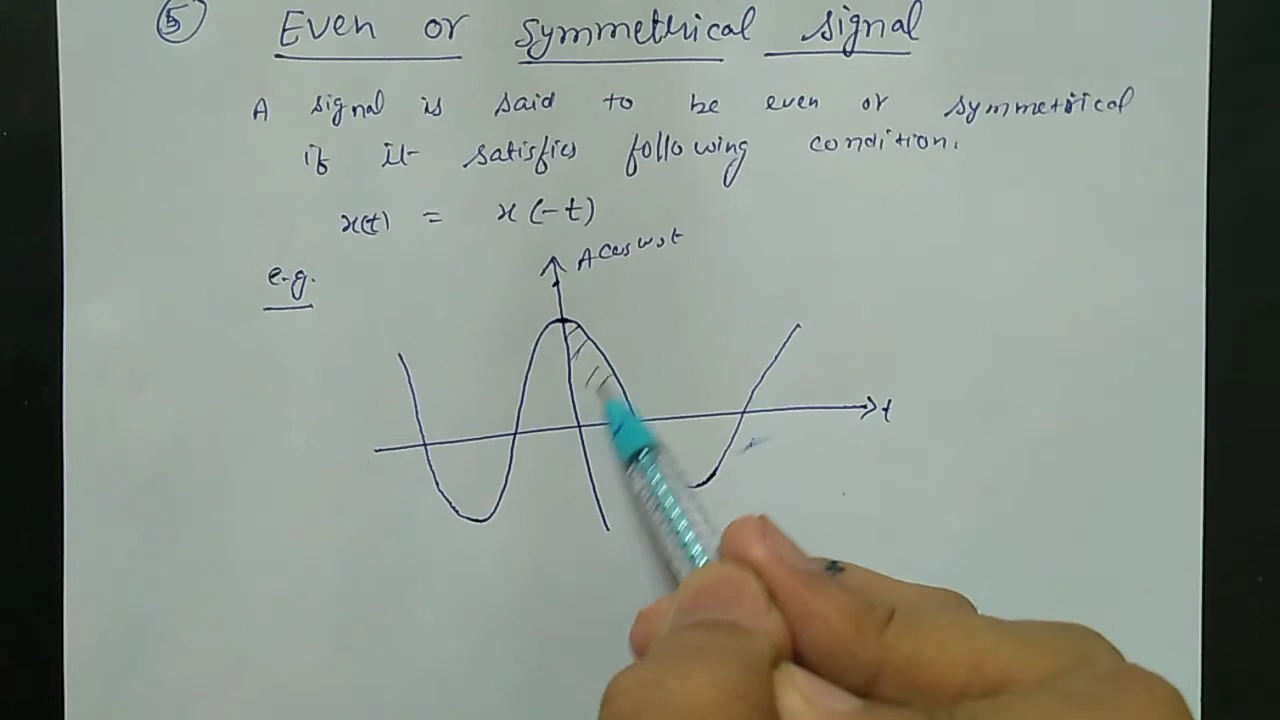 5 Even or symmetrical signal
A signal is said to be even or symmetrical
if it satisfies following condition.
x(t) = x(-t)
e.g.
A cos ω₀t
t